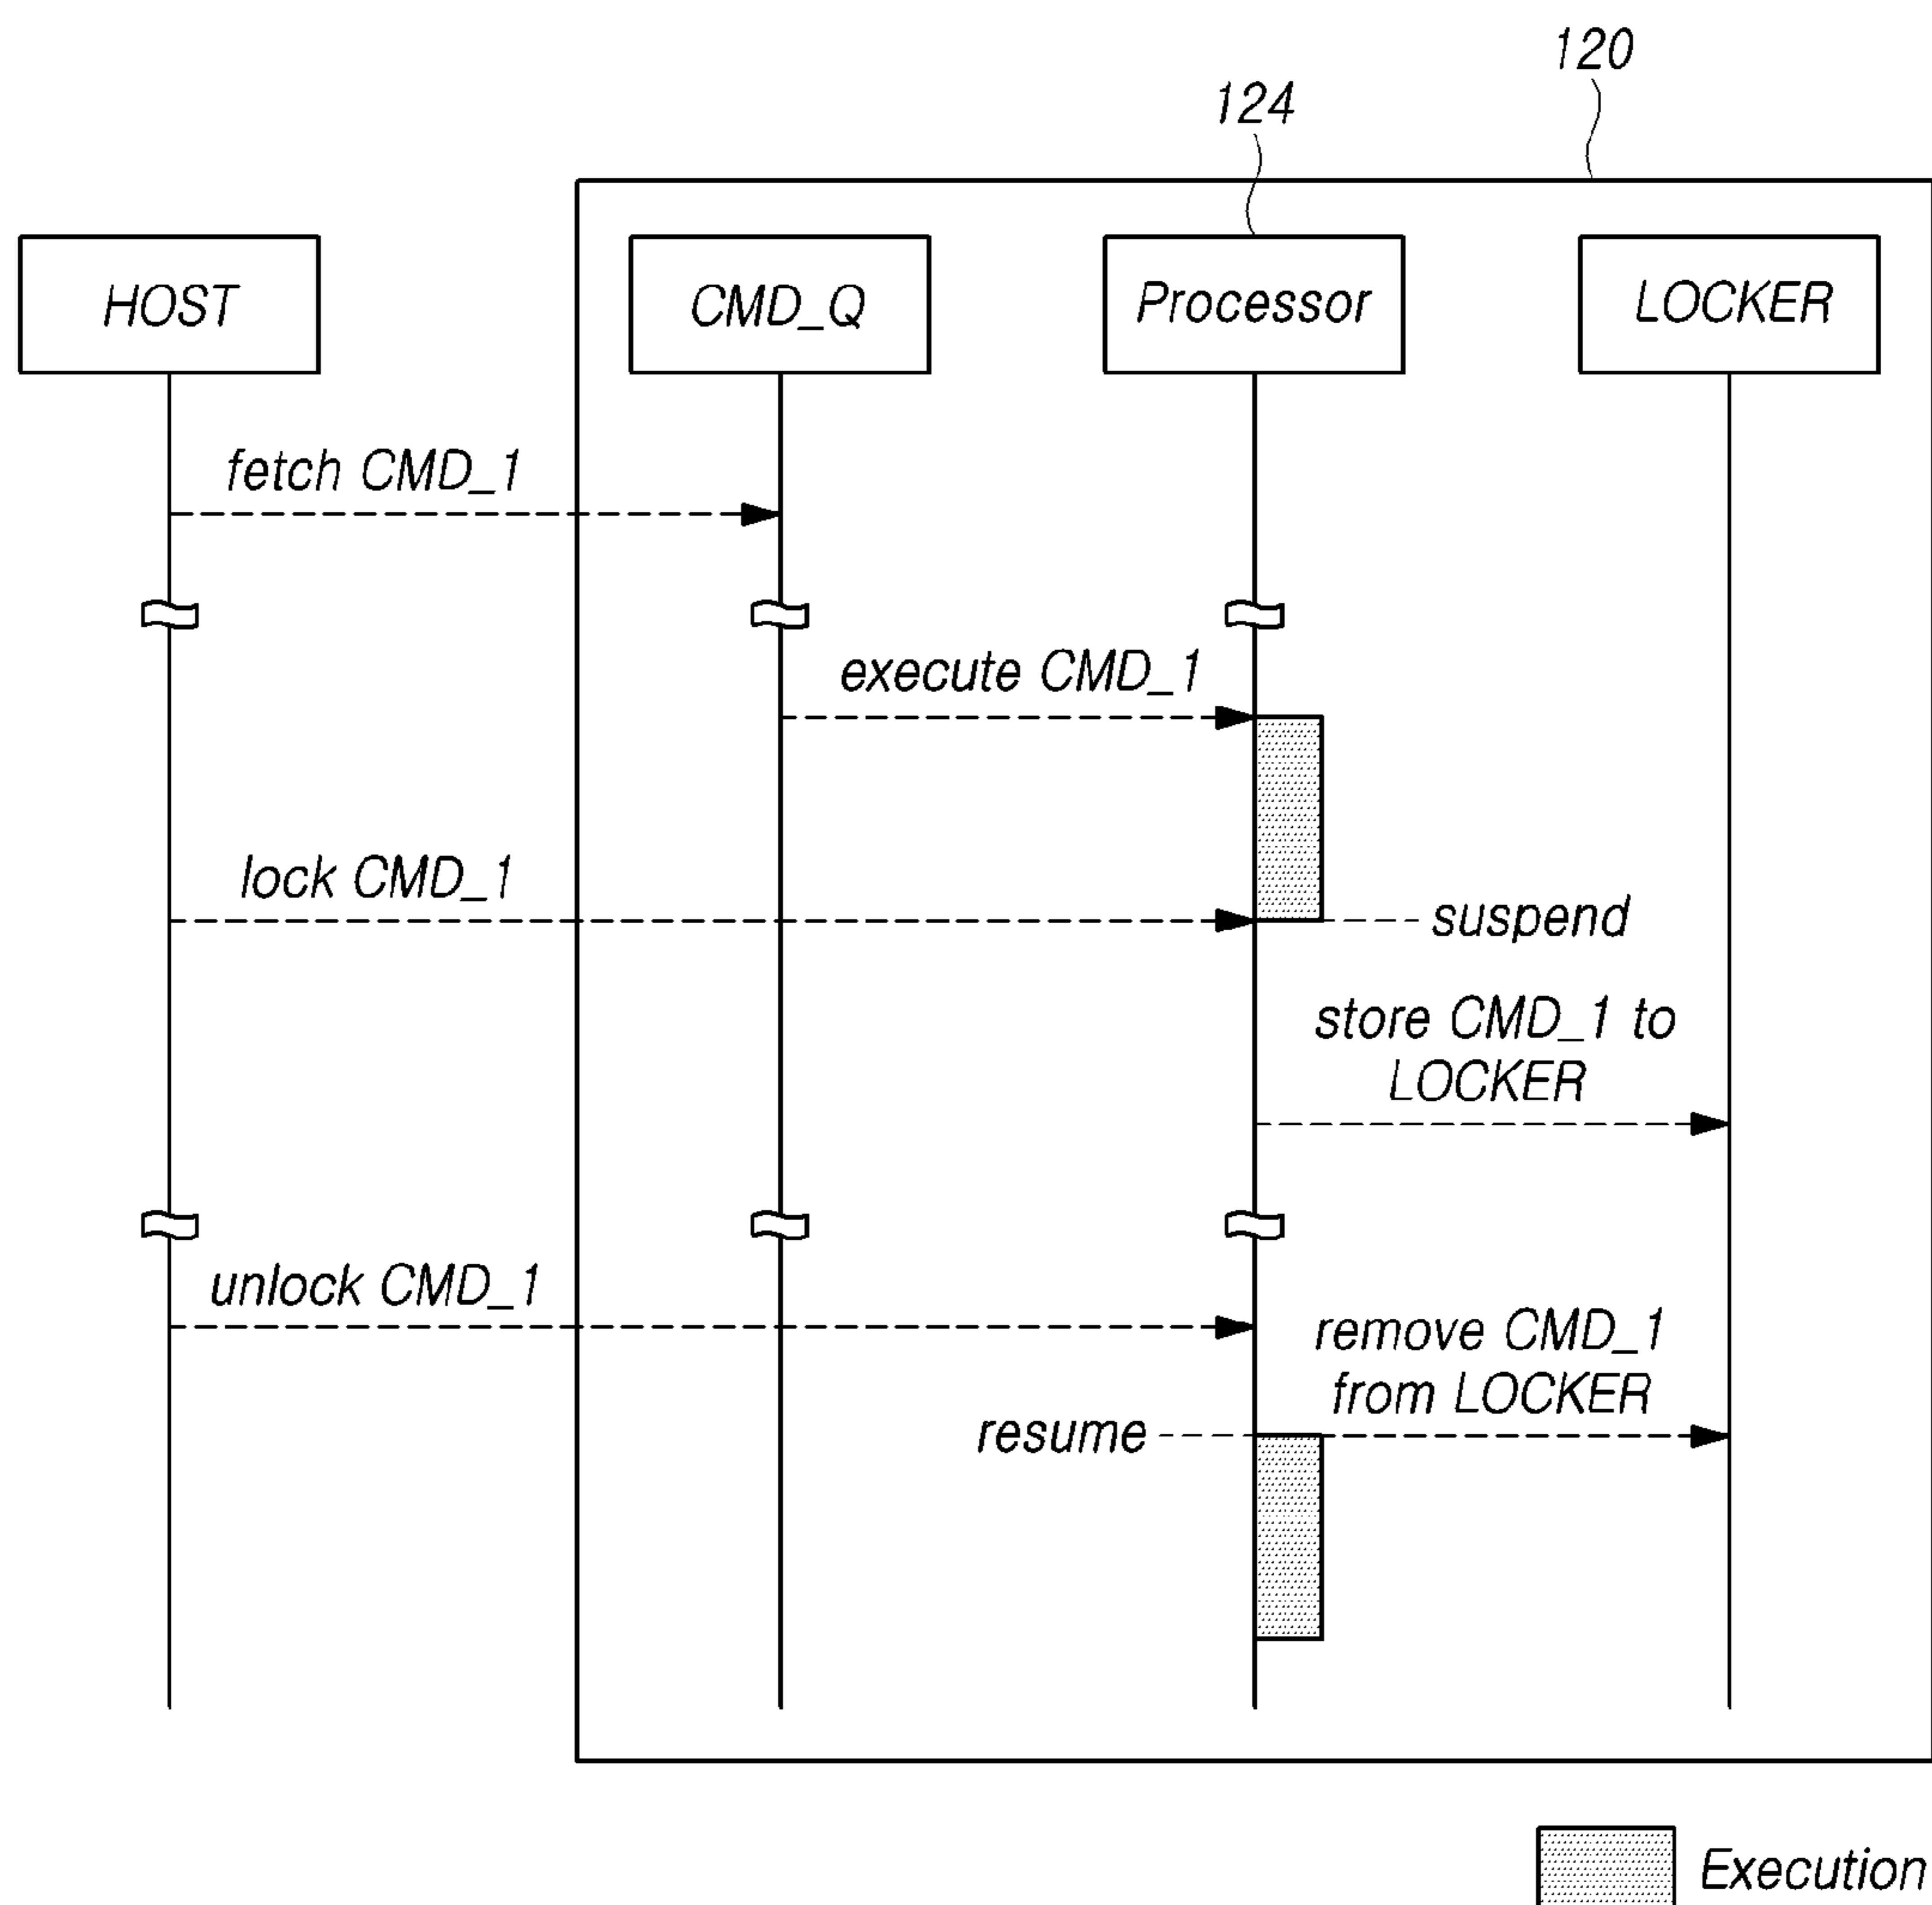 120
124
HOST
CMD_Q
Processor
LOCKER
fetch CMD_1
execute CMD_1
lock CMD_1
suspend
store CMD_1 to
LOCKER
unlock CMD_1
remove CMD_1
from LOCKER
resume
Execution